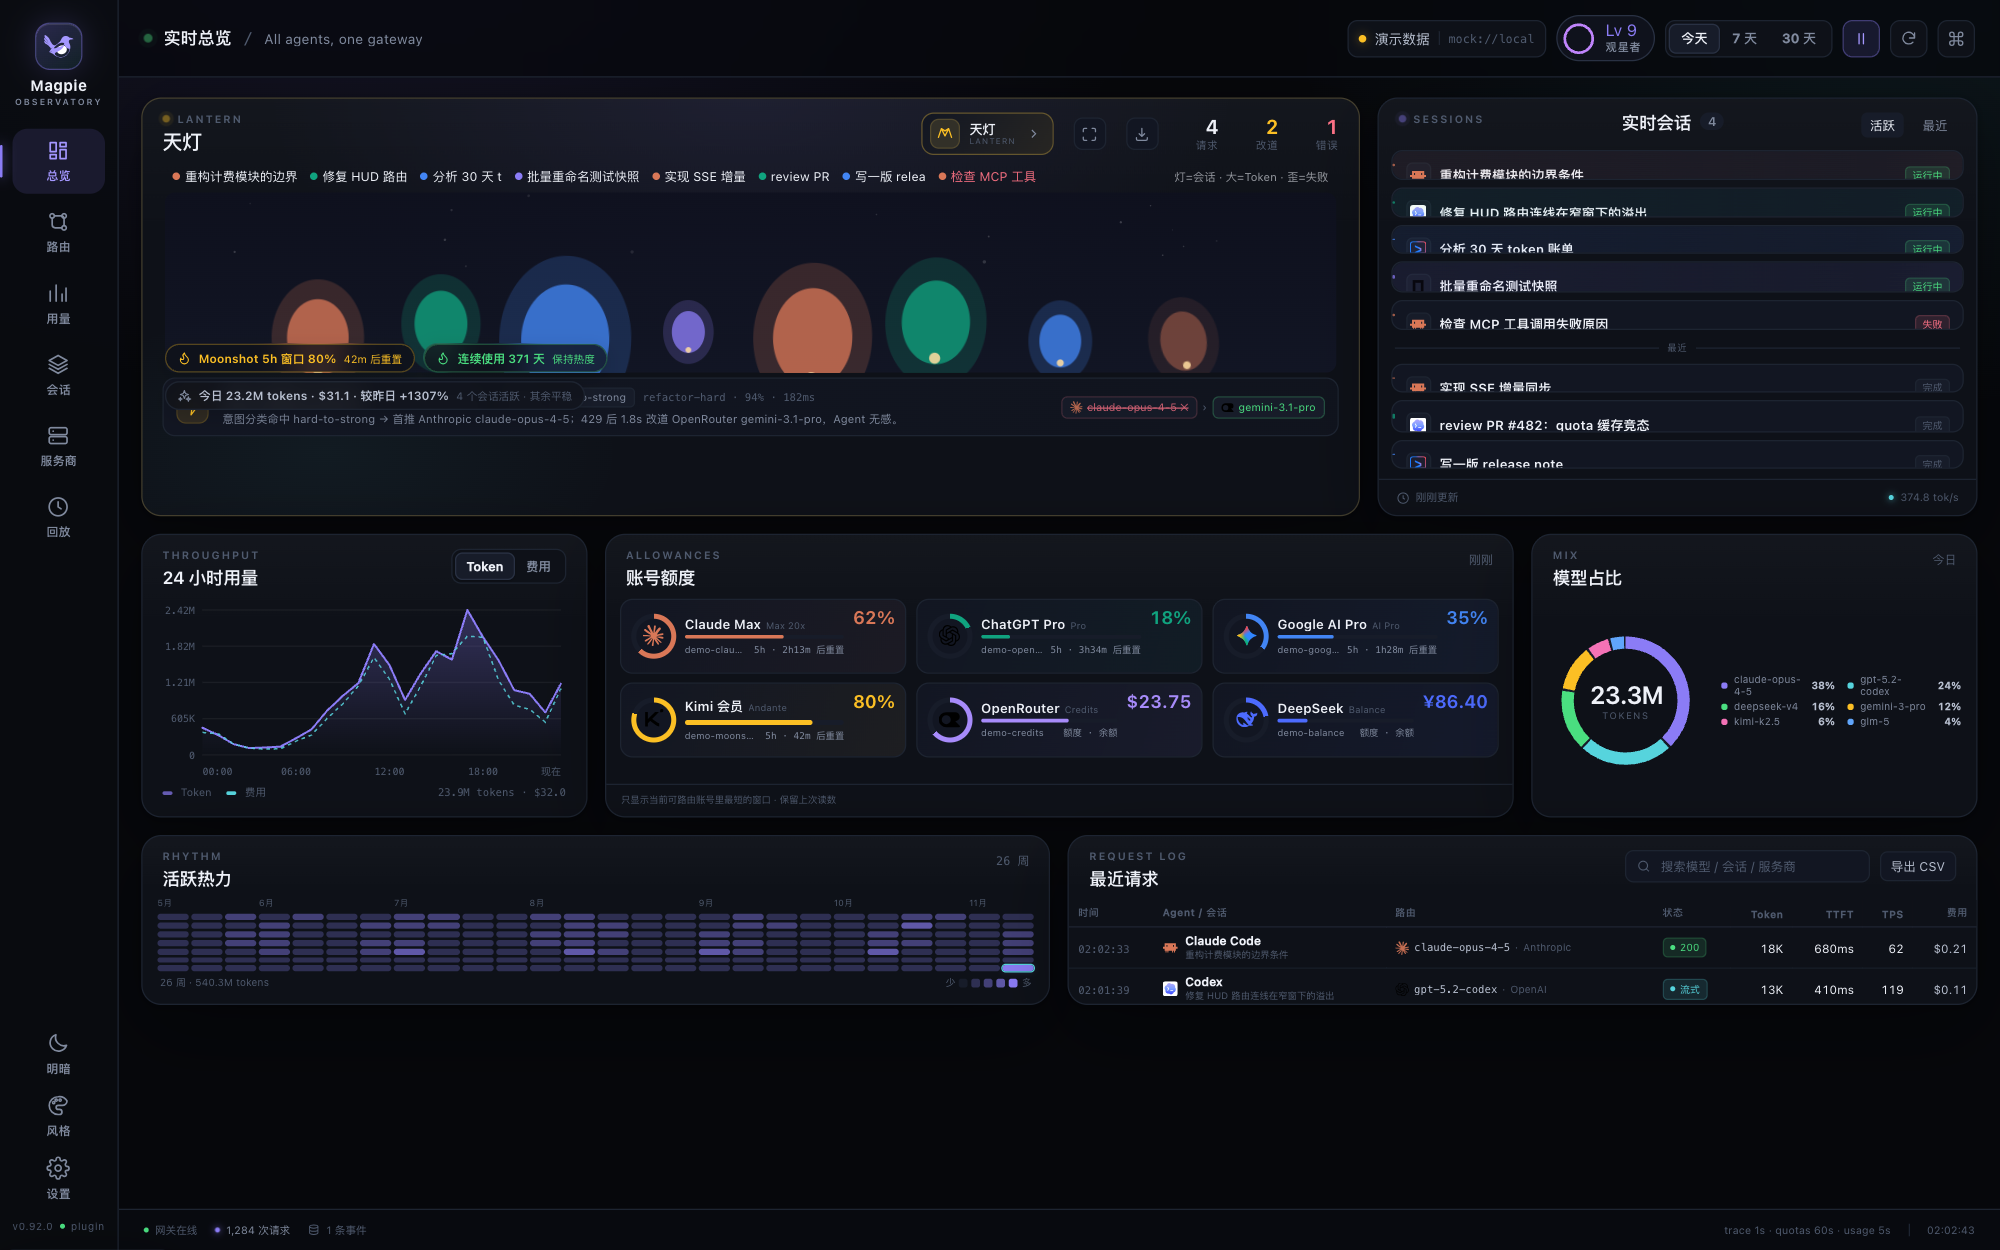 Magpie
OBSERVATORY
总览
路由
用量
会话
服务商
回放
明暗
风格
设置
v0.92.0 plugin
实时总览 / All agents, one gateway
演示数据 mock://local
Lv 9
观星者
今天 7 天 30 天
LANTERN
天灯
天灯
LANTERN
4 请求
2 改道
1 错误
重构计费模块的边界 修复 HUD 路由 分析 30 天 t 批量重命名测试快照 实现 SSE 增量 review PR 写一版 relea 检查 MCP 工具
灯=会话 · 大=Token · 歪=失败
Moonshot 5h 窗口 80% 42m 后重置
连续使用 371 天 保持热度
今日 23.2M tokens · $31.1 · 较昨日 +1307% 4 个会话活跃 · 其余平稳
-strong refactor-hard · 94% · 182ms
意图分类命中 hard-to-strong → 首推 Anthropic claude-opus-4-5; 429 后 1.8s 改道 OpenRouter gemini-3.1-pro, Agent 无感。
claude-opus-4-5 × › gemini-3.1-pro
SESSIONS
实时会话 4
活跃 最近
重构计费模块的边界条件 运行中
修复 HUD 路由连线在窄窗下的溢出 运行中
分析 30 天 token 账单 运行中
批量重命名测试快照 运行中
检查 MCP 工具调用失败原因 失败
最近
实现 SSE 增量同步 完成
review PR #482: quota 缓存竞态 完成
写一版 release note 完成
刚刚更新 374.8 tok/s
THROUGHPUT
24 小时用量
Token 费用
2.42M
1.82M
1.21M
605K
0
00:00 06:00 12:00 18:00 现在
Token 费用 23.9M tokens · $32.0
ALLOWANCES
账号额度
刚刚
Claude Max Max 20x 62%
demo-clau... 5h · 2h13m 后重置
ChatGPT Pro Pro 18%
demo-open... 5h · 3h34m 后重置
Google AI Pro AI Pro 35%
demo-goog... 5h · 1h28m 后重置
Kimi 会员 Andante 80%
demo-moons... 5h · 42m 后重置
OpenRouter Credits $23.75
demo-credits 额度 · 余额
DeepSeek Balance ¥86.40
demo-balance 额度 · 余额
只显示当前可路由账号里最短的窗口 · 保留上次读数
MIX
模型占比
今日
23.3M
TOKENS
claude-opus-4-5 38% gpt-5.2-codex 24%
deepseek-v4 16% gemini-3-pro 12%
kimi-k2.5 6% glm-5 4%
RHYTHM
活跃热力
26 周
5月 6月 7月 8月 9月 10月 11月
26 周 · 540.3M tokens
少 多
REQUEST LOG
最近请求
搜索模型 / 会话 / 服务商
导出 CSV
时间 Agent / 会话 路由 状态 Token TTFT TPS 费用
02:02:33 Claude Code claude-opus-4-5 · Anthropic 200 18K 680ms 62 $0.21
重构计费模块的边界条件
02:01:39 Codex gpt-5.2-codex · OpenAI 流式 13K 410ms 119 $0.11
修复 HUD 路由连线在窄窗下的溢出
网关在线 1,284 次请求 1 条事件
trace 1s · quotas 60s · usage 5s 02:02:43